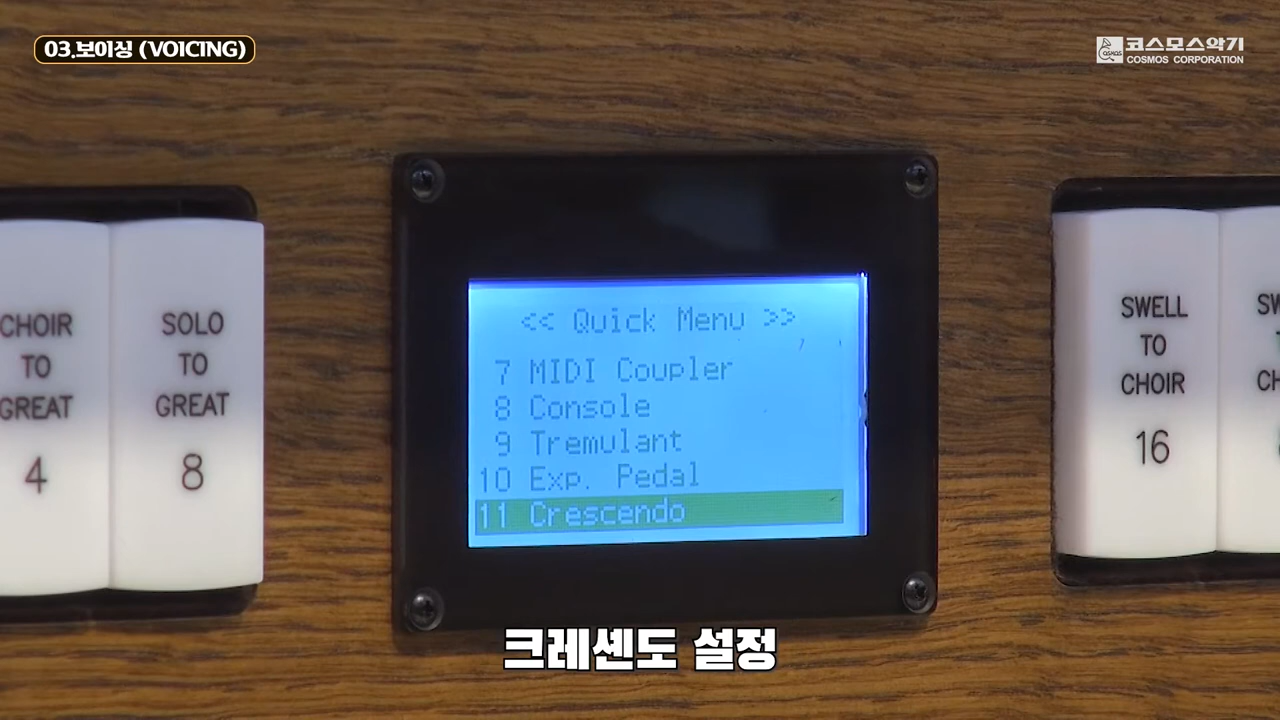 03.보이싱 (VOICING)
코스모스악기
COSMOS CORPORATION
CHOIR
TO
GREAT
4
SOLO
TO
GREAT
8
<< Quick Menu >>
7 MIDI Coupler
8 Console
9 Tremulant
10 Exp. Pedal
11 Crescendo
SWELL
TO
CHOIR
16
크레센도 설정